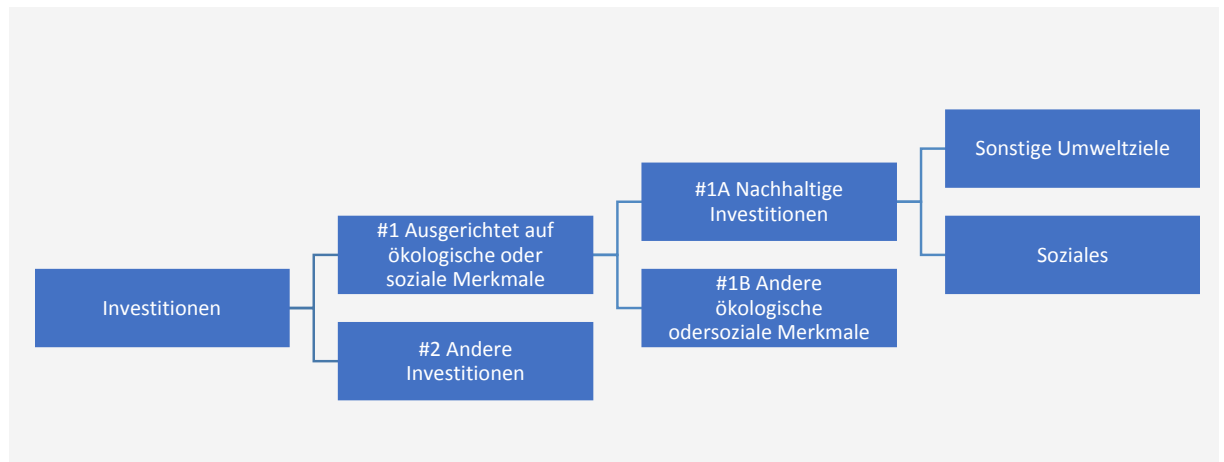 Investitionen
#1 Ausgerichtet auf
ökologische oder
soziale Merkmale
#2 Andere
Investitionen
#1A Nachhaltige
Investitionen
#1B Andere
ökologische
odersoziale Merkmale
Sonstige Umweltziele
Soziales